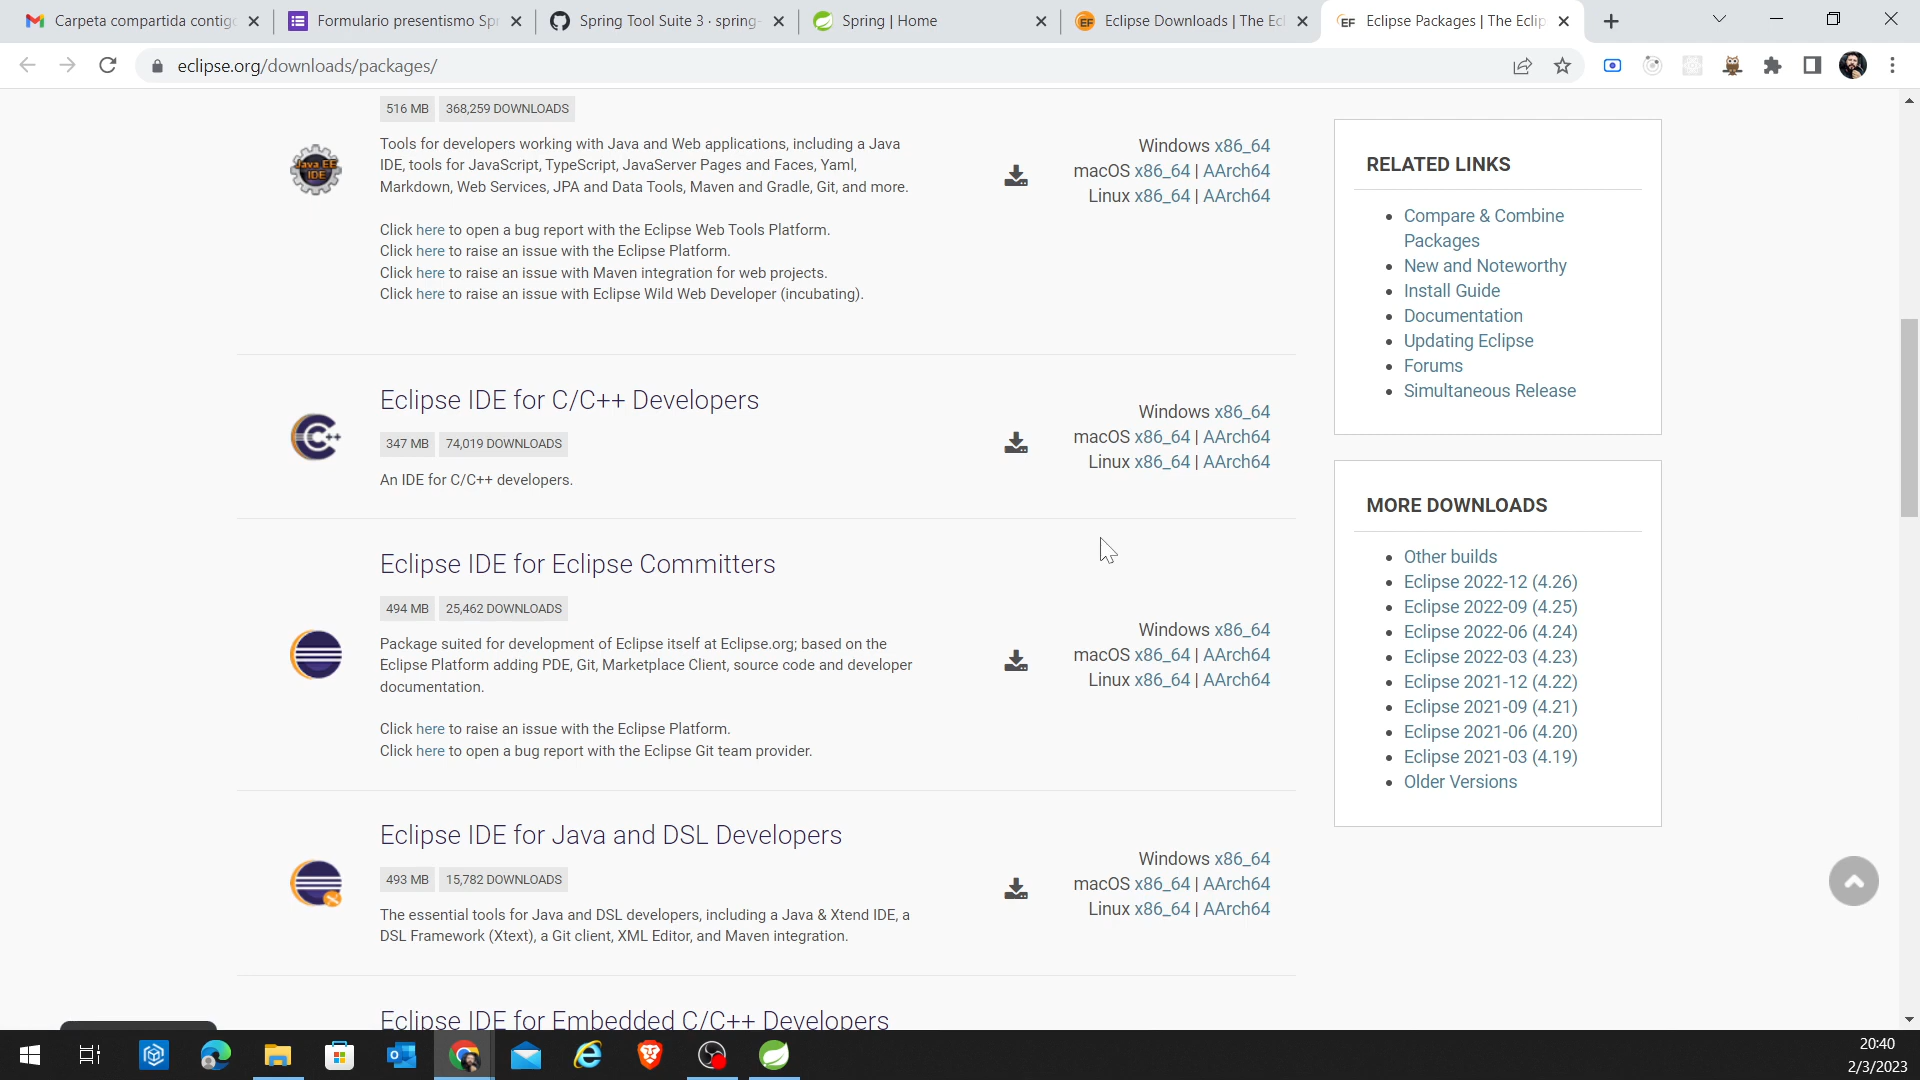 Carpeta compartida contig
Formulario presentismo Spr
Spring Tool Suite 3 · spring-
Spring | Home
Eclipse Downloads | The Ecl
Eclipse Packages | The Eclip
eclipse.org/downloads/packages/
516 MB 368,259 DOWNLOADS
Tools for developers working with Java and Web applications, including a Java
IDE, tools for JavaScript, TypeScript, JavaServer Pages and Faces, Yaml,
Markdown, Web Services, JPA and Data Tools, Maven and Gradle, Git, and more.
Click here to open a bug report with the Eclipse Web Tools Platform.
Click here to raise an issue with the Eclipse Platform.
Click here to raise an issue with Maven integration for web projects.
Click here to raise an issue with Eclipse Wild Web Developer (incubating).
Java EE
IDE
Windows x86_64
macOS x86_64 | AArch64
Linux x86_64 | AArch64
Eclipse IDE for C/C++ Developers
347 MB 74,019 DOWNLOADS
An IDE for C/C++ developers.
C++
Windows x86_64
macOS x86_64 | AArch64
Linux x86_64 | AArch64
Eclipse IDE for Eclipse Committers
494 MB 25,462 DOWNLOADS
Package suited for development of Eclipse itself at Eclipse.org; based on the
Eclipse Platform adding PDE, Git, Marketplace Client, source code and developer
documentation.
Click here to raise an issue with the Eclipse Platform.
Click here to open a bug report with the Eclipse Git team provider.
Windows x86_64
macOS x86_64 | AArch64
Linux x86_64 | AArch64
Eclipse IDE for Java and DSL Developers
493 MB 15,782 DOWNLOADS
The essential tools for Java and DSL developers, including a Java & Xtend IDE, a
DSL Framework (Xtext), a Git client, XML Editor, and Maven integration.
Windows x86_64
macOS x86_64 | AArch64
Linux x86_64 | AArch64
Eclipse IDE for Embedded C/C++ Developers
RELATED LINKS
Compare & Combine
Packages
New and Noteworthy
Install Guide
Documentation
Updating Eclipse
Forums
Simultaneous Release
MORE DOWNLOADS
Other builds
Eclipse 2022-12 (4.26)
Eclipse 2022-09 (4.25)
Eclipse 2022-06 (4.24)
Eclipse 2022-03 (4.23)
Eclipse 2021-12 (4.22)
Eclipse 2021-09 (4.21)
Eclipse 2021-06 (4.20)
Eclipse 2021-03 (4.19)
Older Versions
20:40
2/3/2023